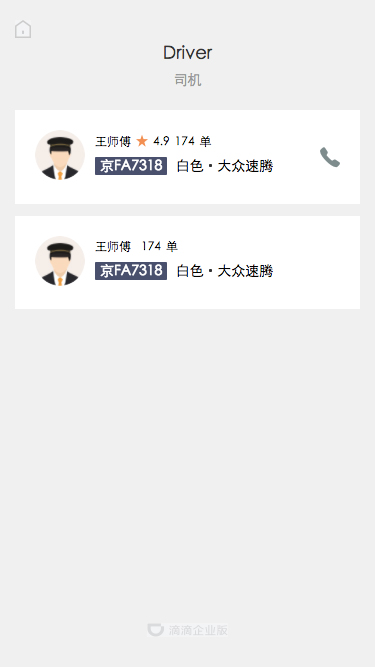 Driver
司机
王师傅 ★ 4.9 174 单
京FA7318 白色·大众速腾
王师傅 174 单
京FA7318 白色·大众速腾
滴滴企业版